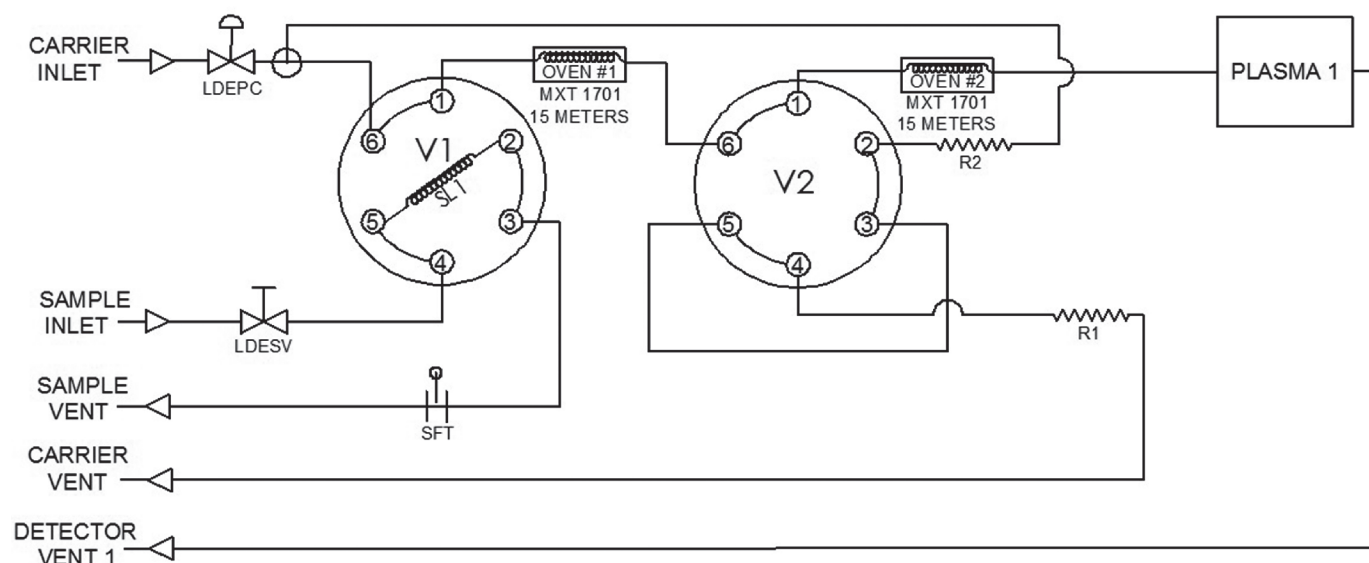 CARRIER
INLET
LDEPC
OVEN #1
MXT 1701
15 METERS
OVEN #2
MXT 1701
15 METERS
PLASMA 1
1
2
3
4
5
6
V1
SL1
1
2
3
4
5
6
V2
R2
R1
SAMPLE
INLET
LDESV
SAMPLE
VENT
SFT
CARRIER
VENT
DETECTOR
VENT 1